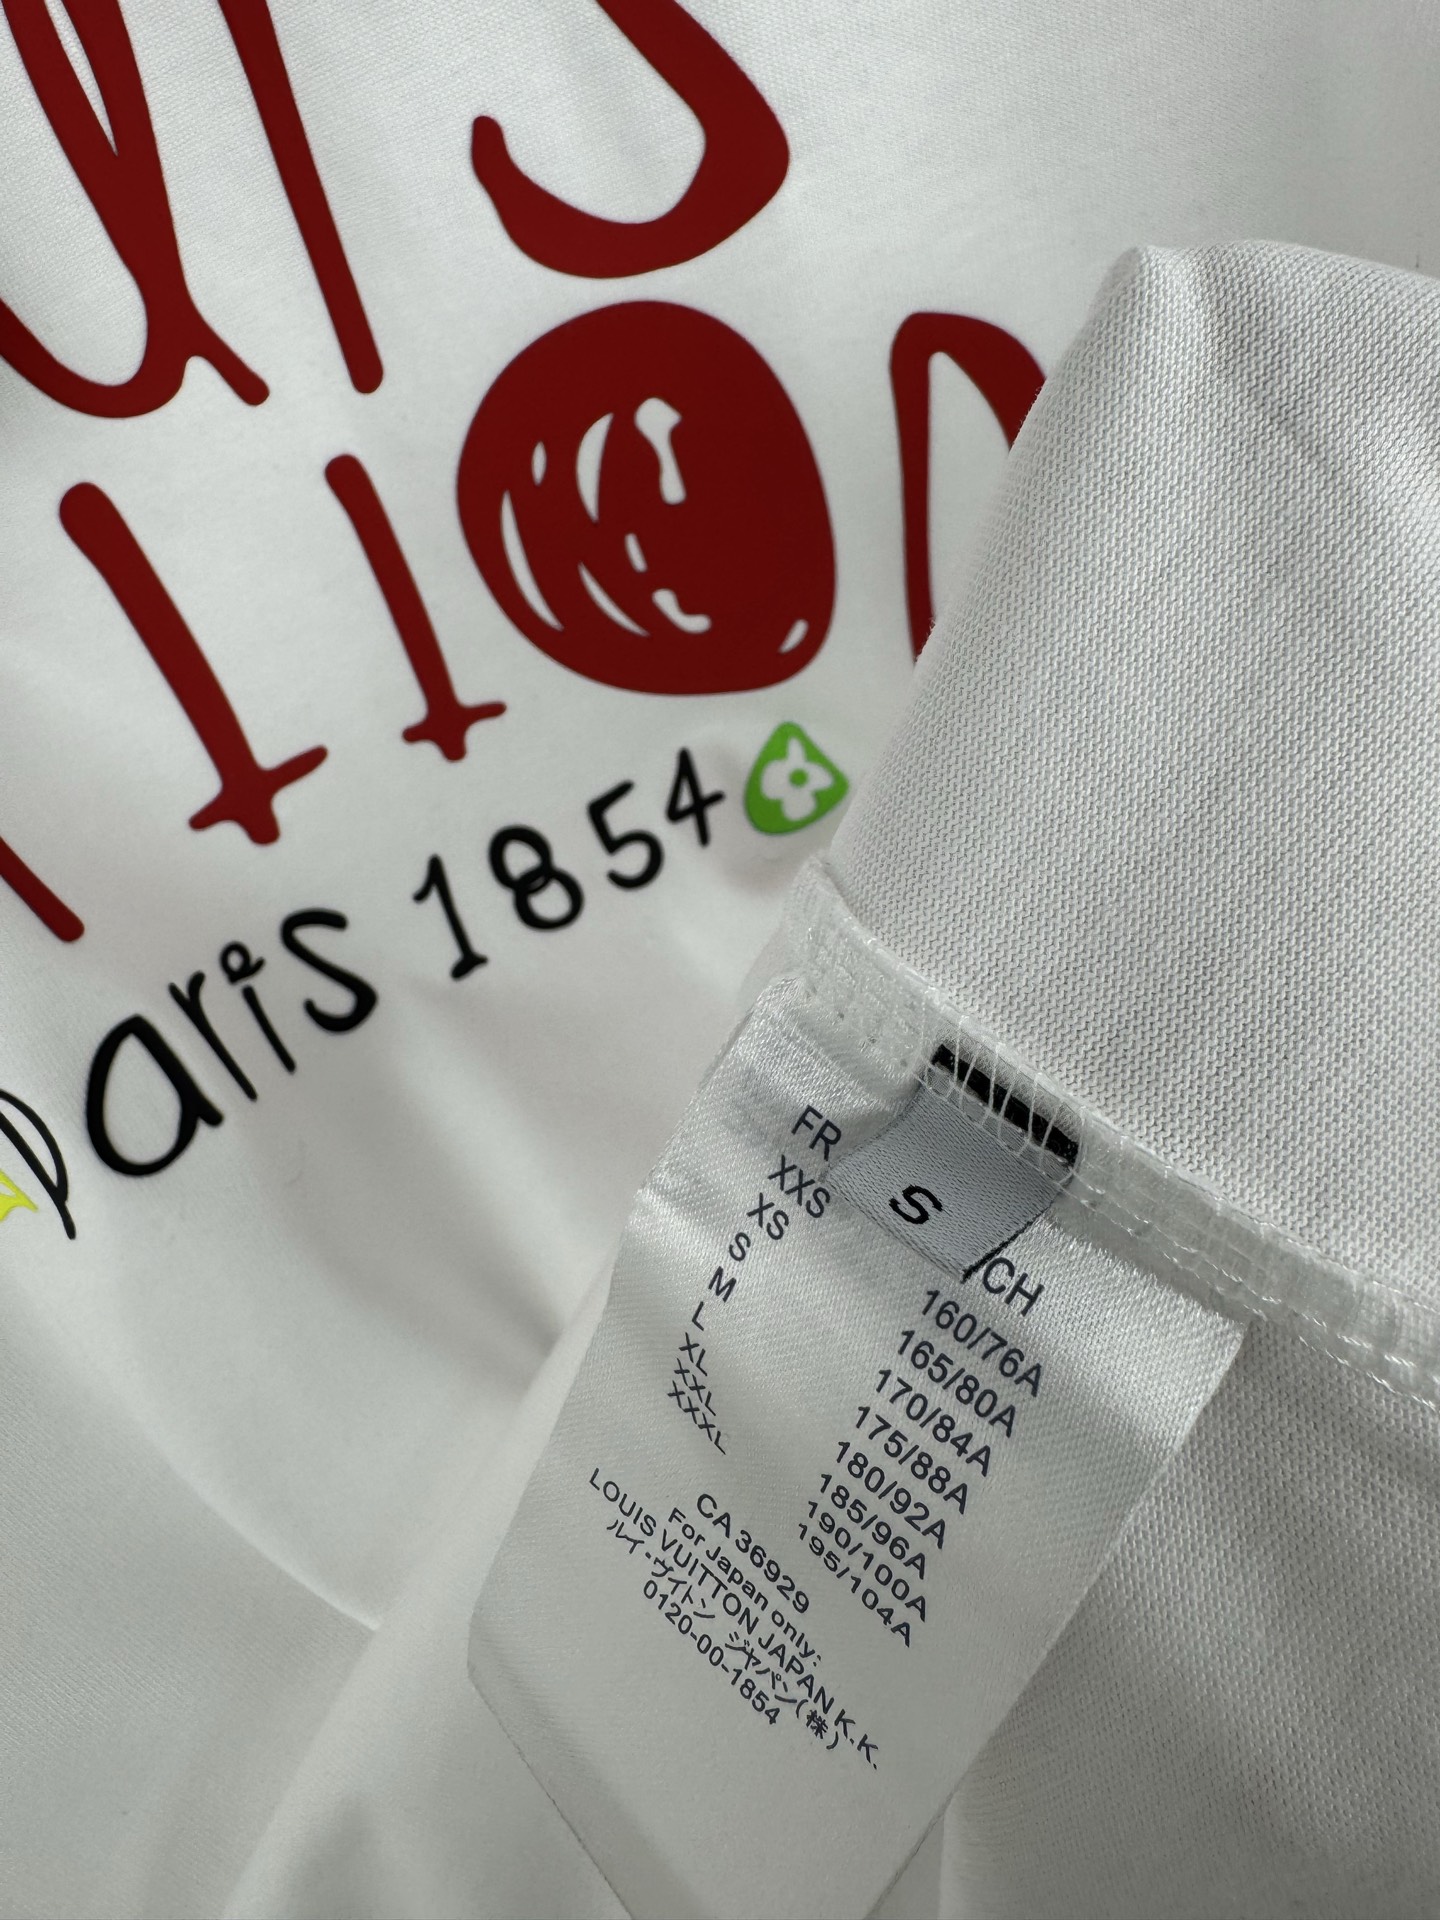 UIS
ITTON
Paris 1854
S
FR CH
XXS 160/76A
XS 165/80A
S 170/84A
M 175/88A
L 180/92A
XL 185/96A
XXL 190/100A
XXXL 195/104A
CA 36929
For Japan only:
LOUIS VUITTON JAPAN K.K.
ルイ・ヴィトン ジャパン(株)
0120-00-1854